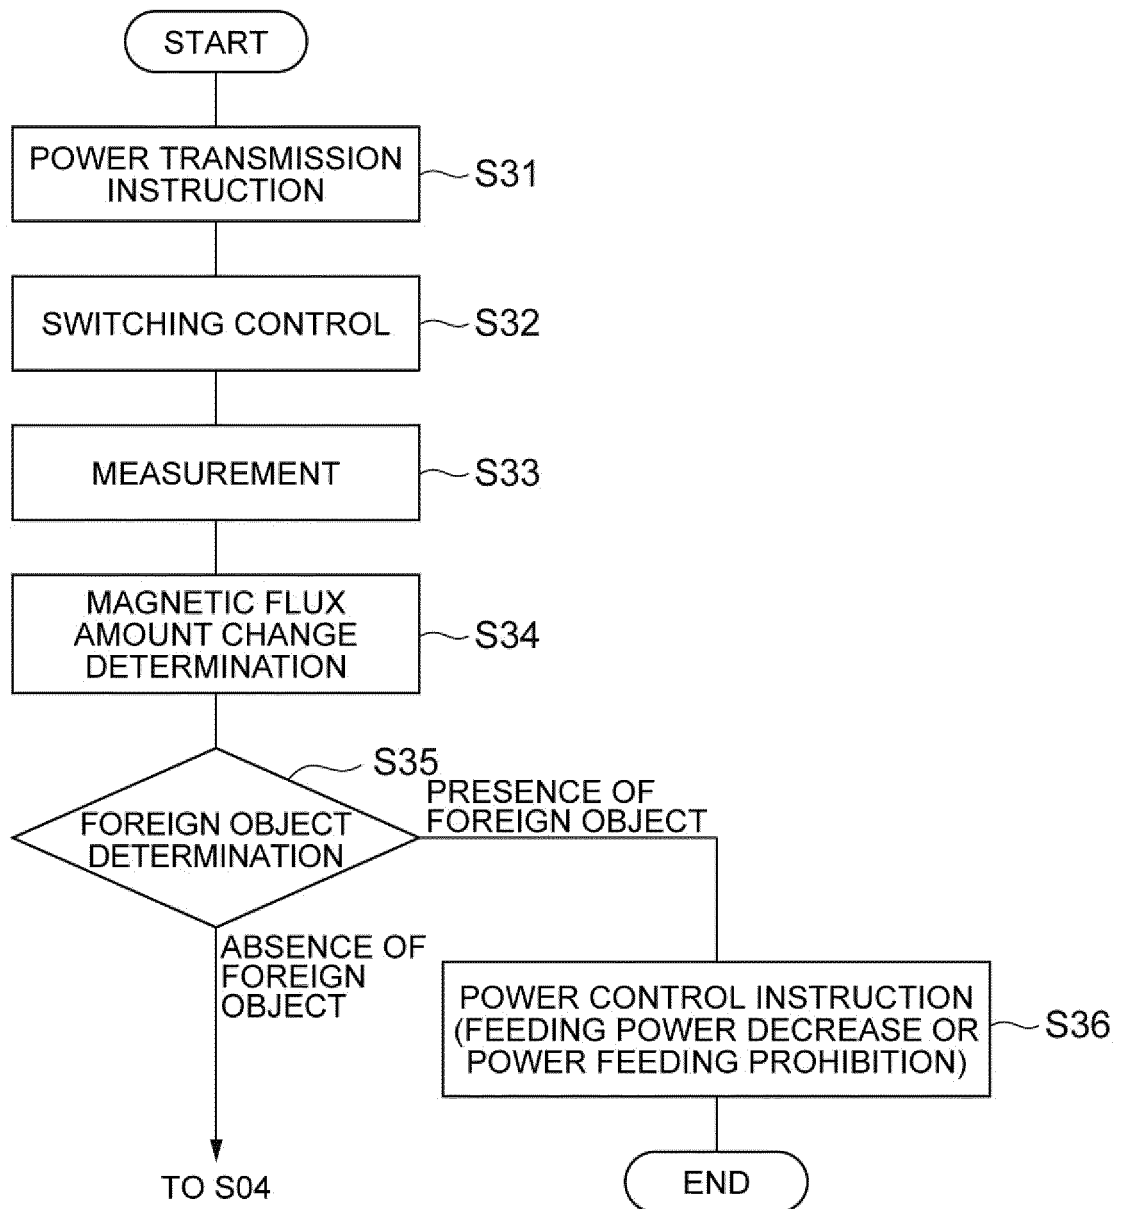 START
POWER TRANSMISSION
INSTRUCTION
S31
SWITCHING CONTROL
S32
MEASUREMENT
S33
MAGNETIC FLUX
AMOUNT CHANGE
DETERMINATION
S34
S35
FOREIGN OBJECT
DETERMINATION
PRESENCE OF
FOREIGN OBJECT
ABSENCE OF
FOREIGN
OBJECT
POWER CONTROL INSTRUCTION
(FEEDING POWER DECREASE OR
POWER FEEDING PROHIBITION)
S36
TO S04
END